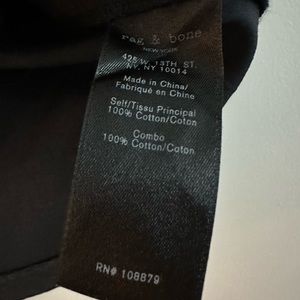 rag & bone
NEW YORK
425 W. 13TH ST.
NY, NY 10014
Made in China/
Fabriqué en Chine
Self/Tissu Principal
100% Cotton/Coton
Combo
100% Cotton/Coton
RN# 108879